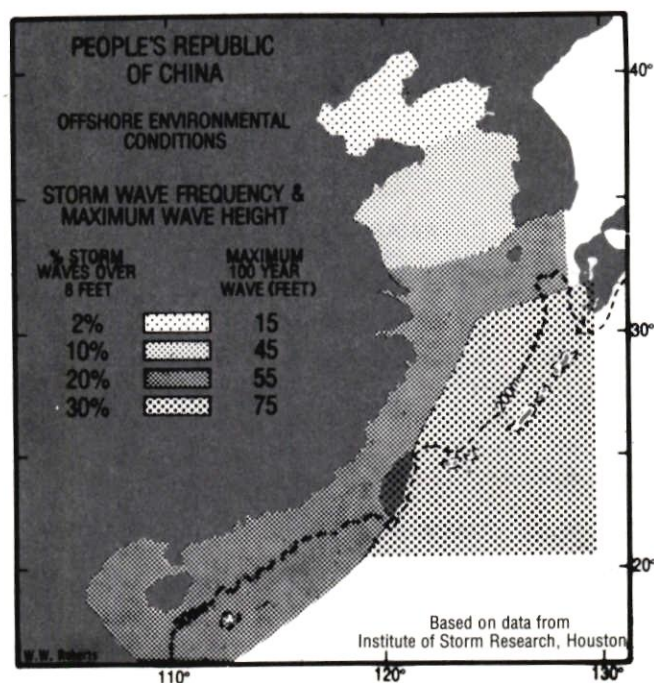 PEOPLE'S REPUBLIC
OF CHINA
OFFSHORE ENVIRONMENTAL
CONDITIONS
STORM WAVE FREQUENCY &
MAXIMUM WAVE HEIGHT
% STORM
WAVES OVER
8 FEET
MAXIMUM
100 YEAR
WAVE (FEET)
2% 15
10% 45
20% 55
30% 75
40°
30°
20°
200M
200M
A
Based on data from
Institute of Storm Research, Houston
W.W. Roberts
110°
120°
130°